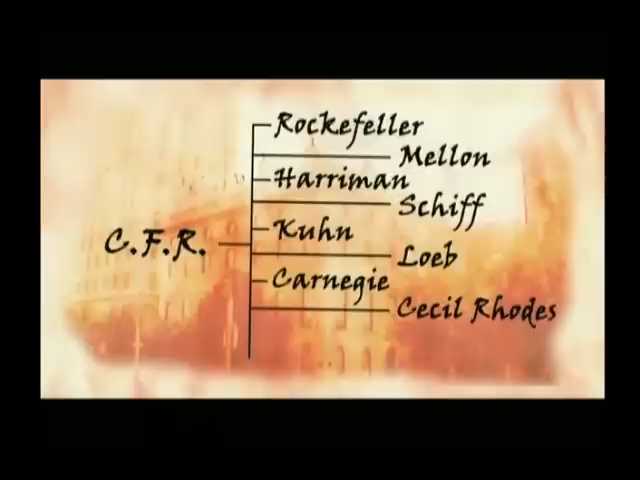 Rockefeller
Mellon
Harriman
Schiff
Kuhn
C.F.R.
Loeb
Carnegie
Cecil Rhodes